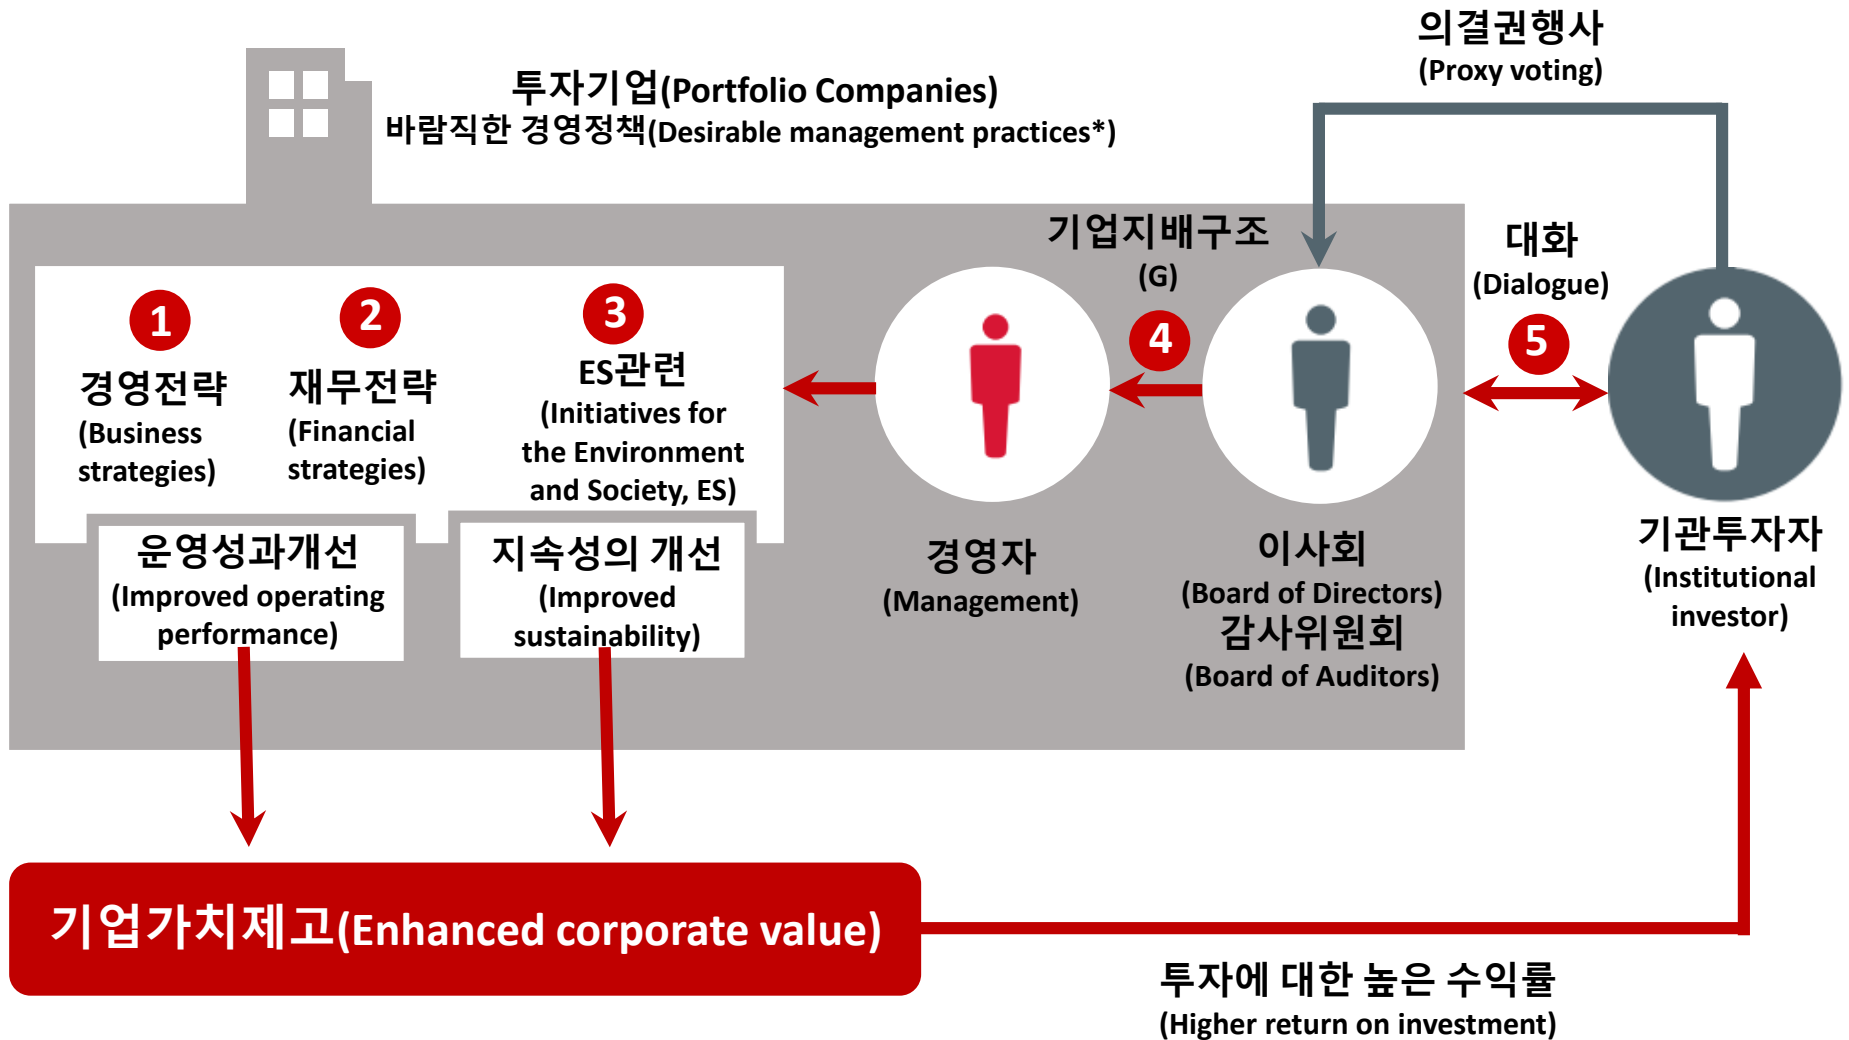 의결권행사
(Proxy voting)
투자기업(Portfolio Companies)
바람직한 경영정책(Desirable management practices*)
1
경영전략
(Business
strategies)
2
재무전략
(Financial
strategies)
3
ES관련
(Initiatives for
the Environment
and Society, ES)
운영성과개선
(Improved operating
performance)
지속성의 개선
(Improved
sustainability)
경영자
(Management)
기업지배구조
(G)
4
이사회
(Board of Directors)
감사위원회
(Board of Auditors)
대화
(Dialogue)
5
기관투자자
(Institutional
investor)
기업가치제고(Enhanced corporate value)
투자에 대한 높은 수익률
(Higher return on investment)